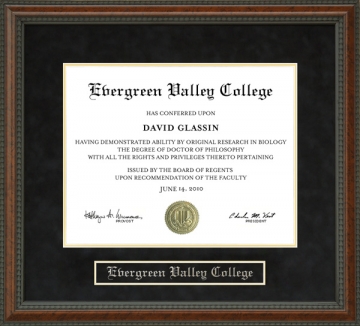 Evergreen Valley College
HAS CONFERRED UPON
DAVID GLASSIN
HAVING DEMONSTRATED ABILITY BY ORIGINAL RESEARCH IN BIOLOGY
THE DEGREE OF DOCTOR OF PHILOSOPHY
WITH ALL THE RIGHTS AND PRIVILEGES THERETO PERTAINING
ISSUED BY THE BOARD OF REGENTS
UPON RECOMMENDATION OF THE FACULTY
JUNE 14, 2010
PROVOST
PRESIDENT
Evergreen Valley College